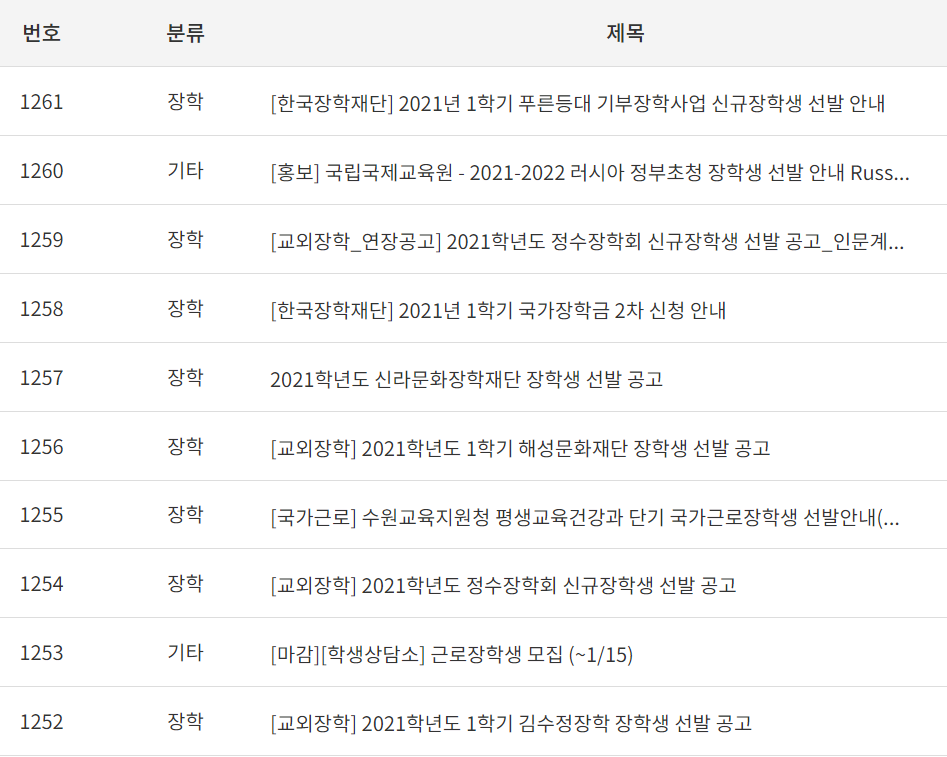 번호 분류 제목
1261 장학 [한국장학재단] 2021년 1학기 푸른등대 기부장학사업 신규장학생 선발 안내
1260 기타 [홍보] 국립국제교육원 - 2021-2022 러시아 정부초청 장학생 선발 안내 Russ...
1259 장학 [교외장학_연장공고] 2021학년도 정수장학회 신규장학생 선발 공고_인문계...
1258 장학 [한국장학재단] 2021년 1학기 국가장학금 2차 신청 안내
1257 장학 2021학년도 신라문화장학재단 장학생 선발 공고
1256 장학 [교외장학] 2021학년도 1학기 해성문화재단 장학생 선발 공고
1255 장학 [국가근로] 수원교육지원청 평생교육건강과 단기 국가근로장학생 선발안내(...
1254 장학 [교외장학] 2021학년도 정수장학회 신규장학생 선발 공고
1253 기타 [마감][학생상담소] 근로장학생 모집 (~1/15)
1252 장학 [교외장학] 2021학년도 1학기 김수정장학 장학생 선발 공고